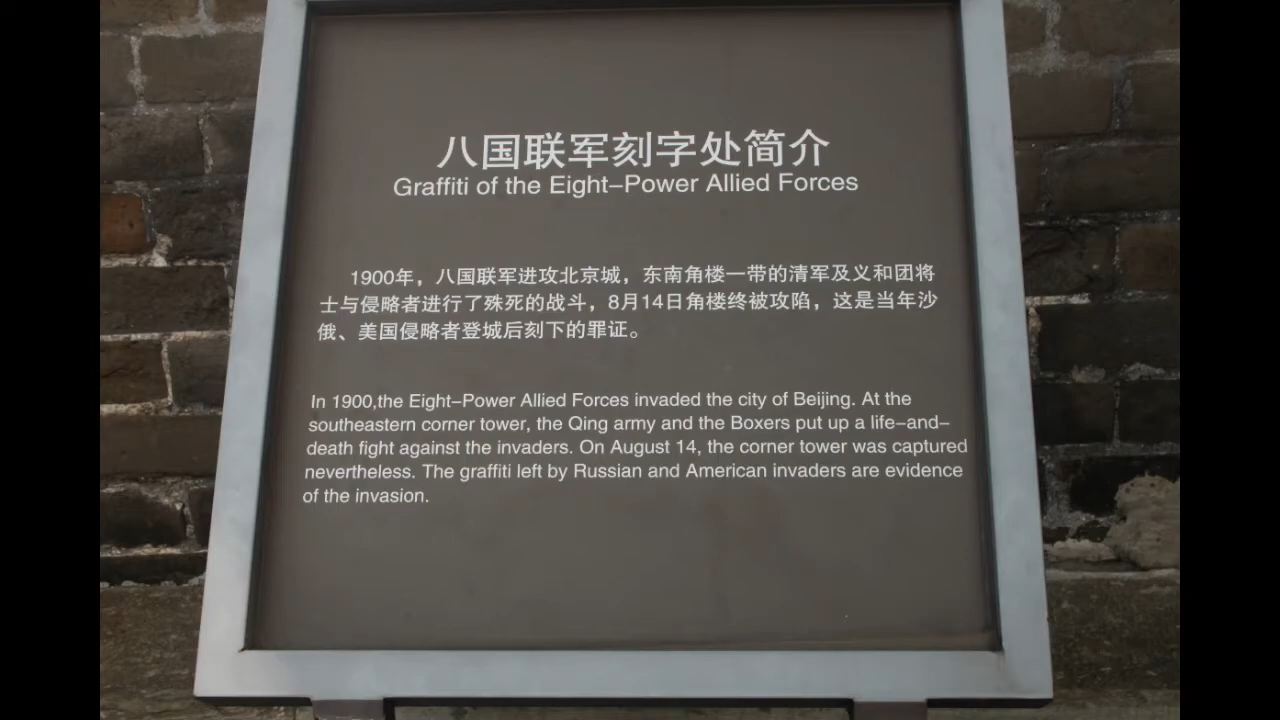 八国联军刻字处简介
Graffiti of the Eight–Power Allied Forces
1900年，八国联军进攻北京城，东南角楼一带的清军及义和团将
士与侵略者进行了殊死的战斗，8月14日角楼终被攻陷，这是当年沙
俄、美国侵略者登城后刻下的罪证。
In 1900,the Eight–Power Allied Forces invaded the city of Beijing. At the
southeastern corner tower, the Qing army and the Boxers put up a life–and–
death fight against the invaders. On August 14, the corner tower was captured
nevertheless. The graffiti left by Russian and American invaders are evidence
of the invasion.